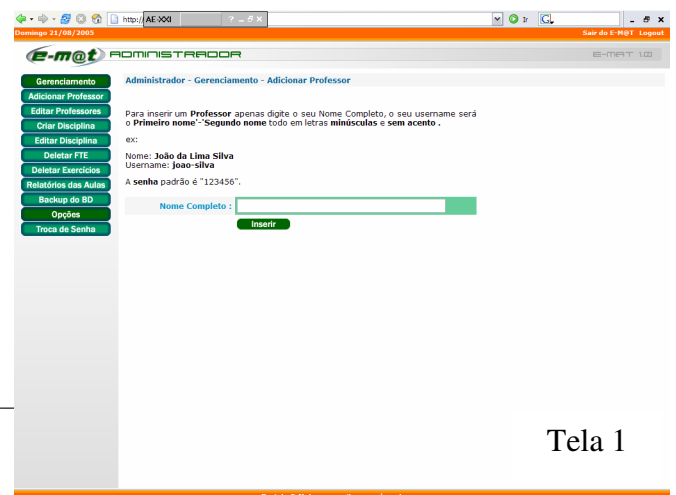 http:// AE-XXI ? _ 8 X Ir
Domingo 21/08/2005 Sair do E-M@T Logout
e-m@t ADMINISTRADOR E-MAT 1.0
Gerenciamento
Adicionar Professor
Editar Professores
Criar Disciplina
Editar Disciplina
Deletar FTE
Deletar Exercícios
Relatórios das Aulas
Backup do BD
Opções
Troca de Senha
Administrador - Gerenciamento - Adicionar Professor
Para inserir um Professor apenas digite o seu Nome Completo, o seu username será
o Primeiro nome'-'Segundo nome todo em letras minúsculas e sem acento .
ex:
Nome: João da Lima Silva
Username: joao-silva
A senha padrão é "123456".
Nome Completo :
Inserir
Tela 1